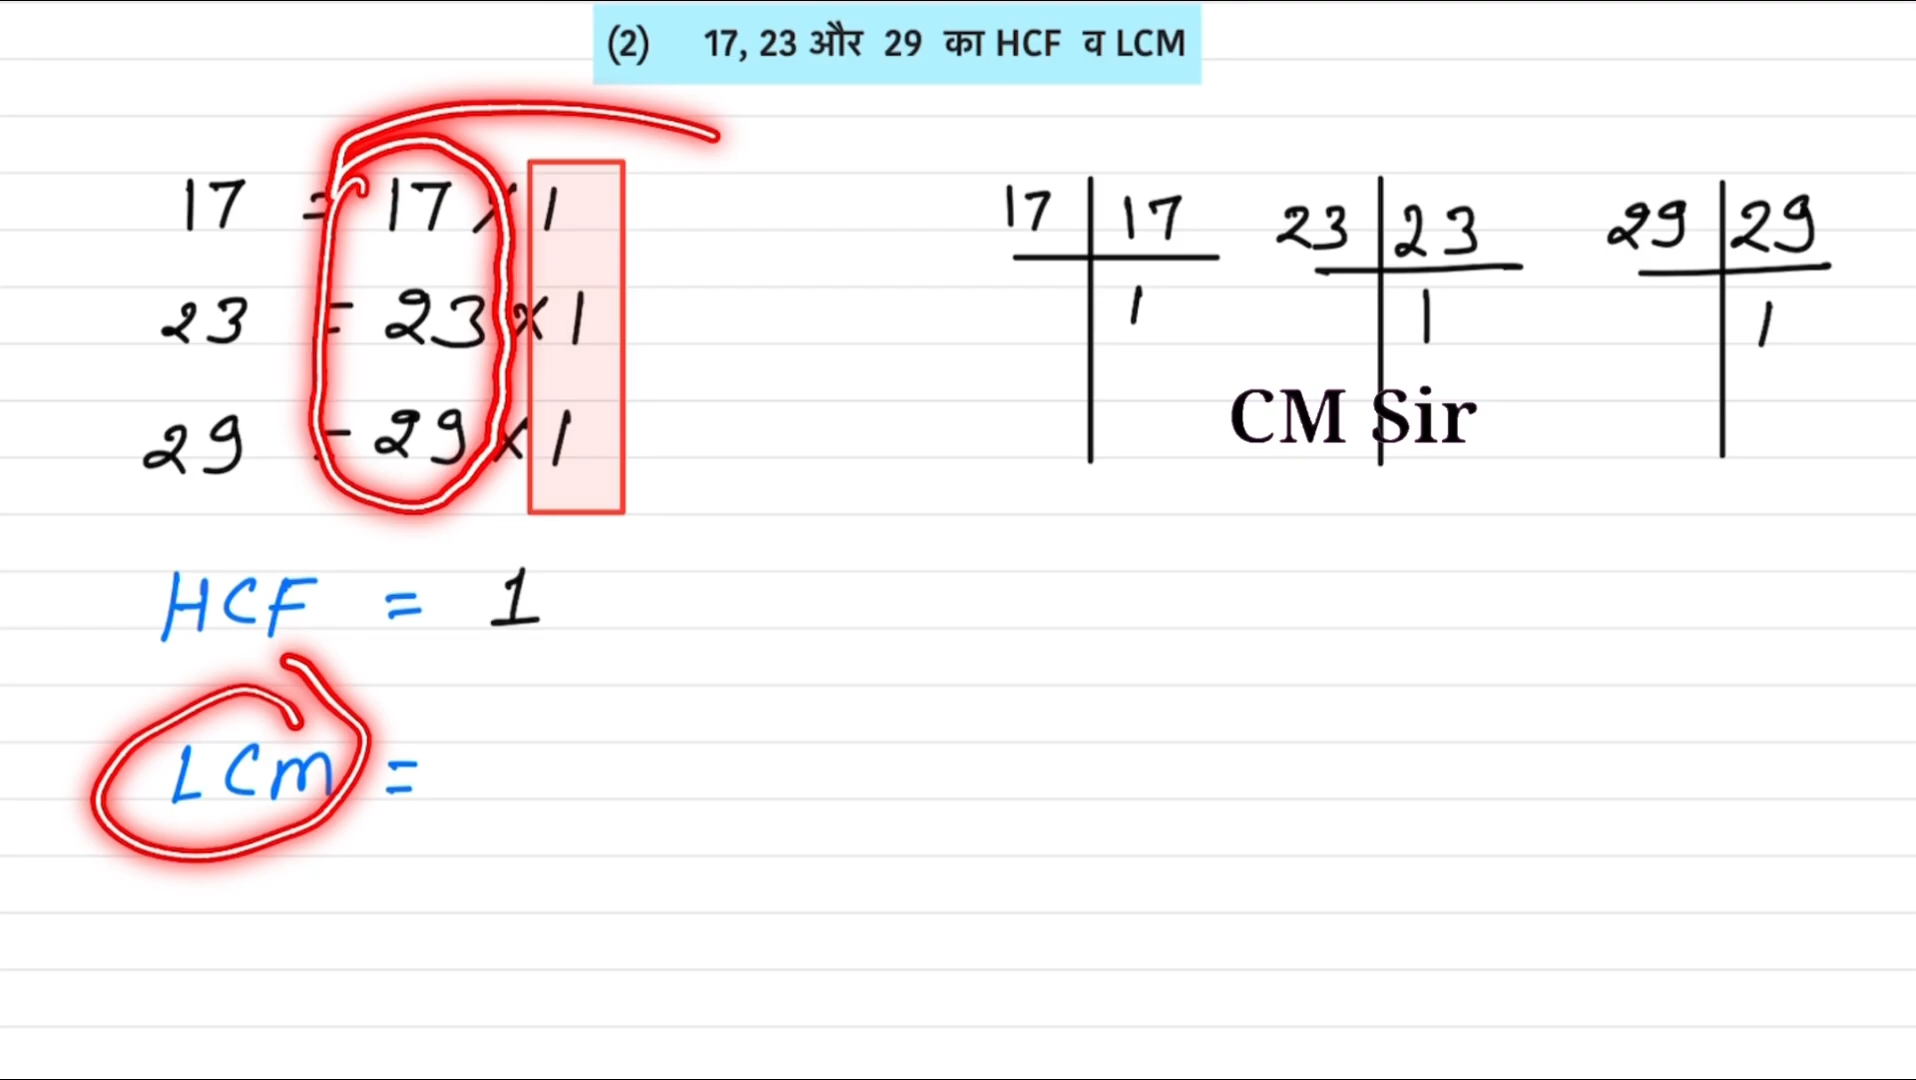 (2) 17, 23 और 29 का HCF व LCM
17 = 17 × 1
23 = 23 × 1
29 = 29 × 1
17 | 17
1
23 | 23
1
29 | 29
1
CM Sir
HCF = 1
LCM =